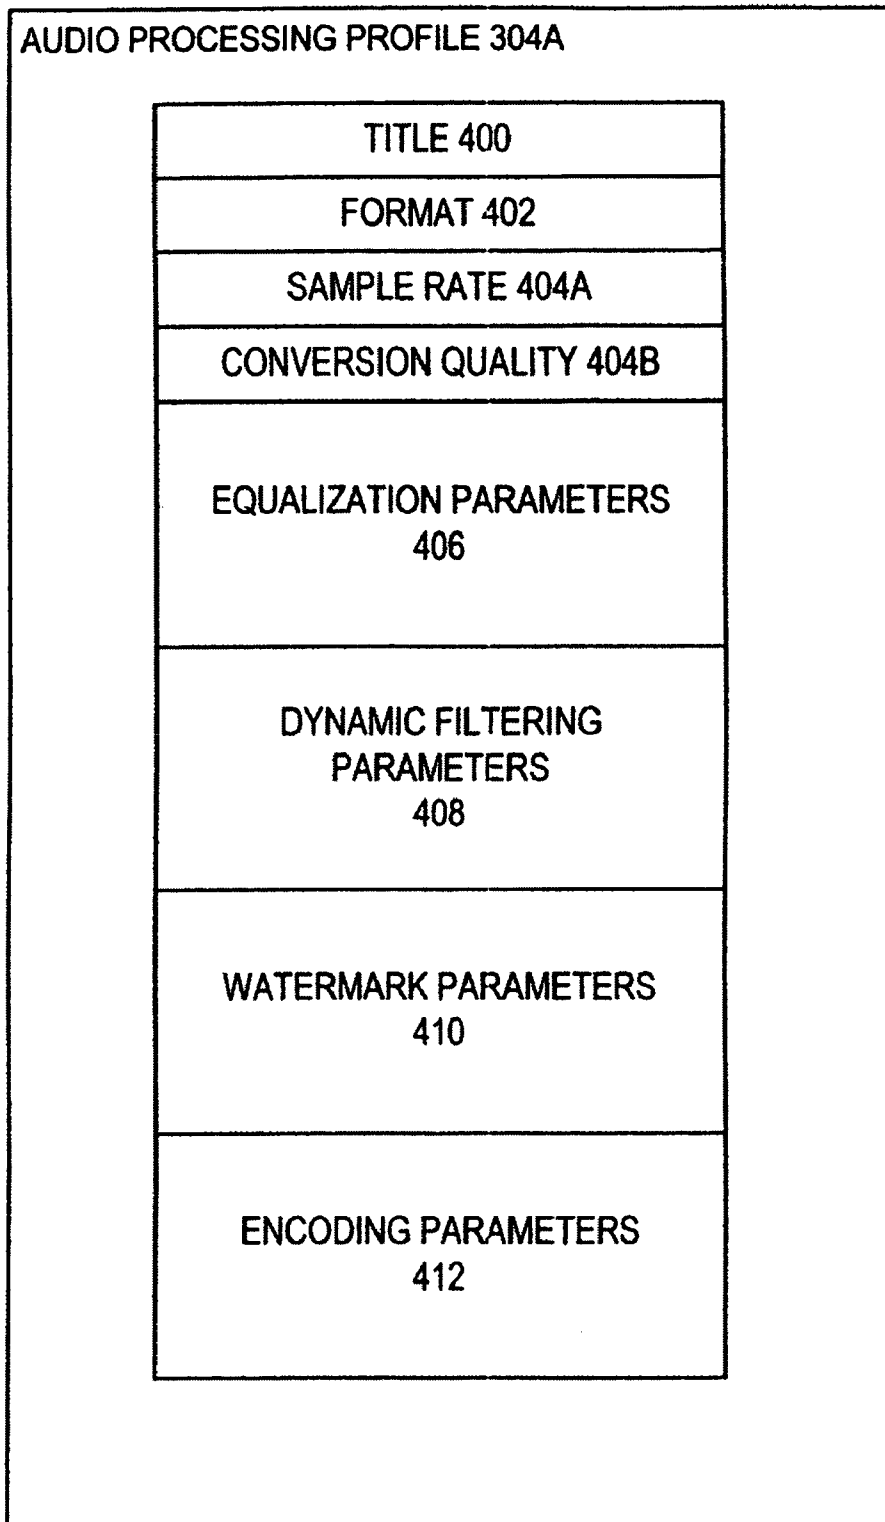 AUDIO PROCESSING PROFILE 304A
TITLE 400
FORMAT 402
SAMPLE RATE 404A
CONVERSION QUALITY 404B
EQUALIZATION PARAMETERS
406
DYNAMIC FILTERING
PARAMETERS
408
WATERMARK PARAMETERS
410
ENCODING PARAMETERS
412